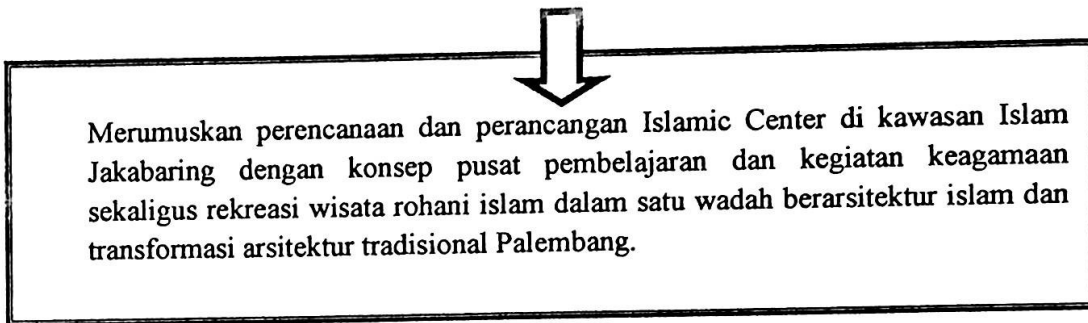 Merumuskan perencanaan dan perancangan Islamic Center di kawasan Islam
Jakabaring dengan konsep pusat pembelajaran dan kegiatan keagamaan
sekaligus rekreasi wisata rohani islam dalam satu wadah berarsitektur islam dan
transformasi arsitektur tradisional Palembang.